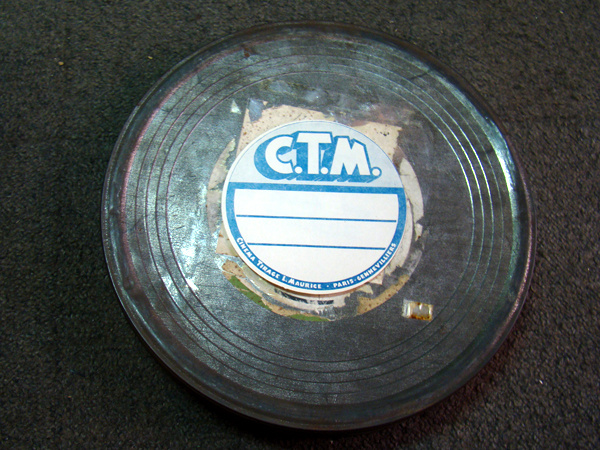 C.T.M.
CINÉMA TIRAGE L. MAURICE • PARIS-GENNEVILLIERS